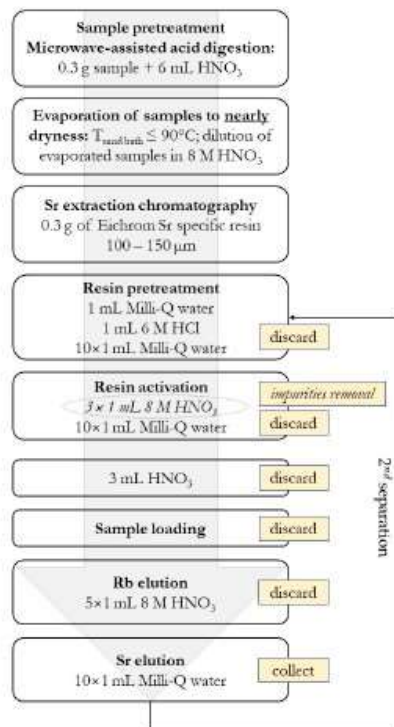 Sample pretreatment
Microwave-assisted acid digestion:
0.3 g sample + 6 mL HNO₃
Evaporation of samples to nearly
dryness: T sand bath ≤ 90°C; dilution of
evaporated samples in 8 M HNO₃
Sr extraction chromatography
0.3 g of Eichrom Sr specific resin
100 – 150 μm
Resin pretreatment
1 mL Milli-Q water
1 mL 6 M HCl
10×1 mL Milli-Q water
discard
Resin activation
3× 1 mL 8 M HNO₃
impurities removal
10×1 mL Milli-Q water
discard
3 mL HNO₃
discard
Sample loading
discard
Rb elution
5×1 mL 8 M HNO₃
discard
Sr elution
10×1 mL Milli-Q water
collect
2nd separation